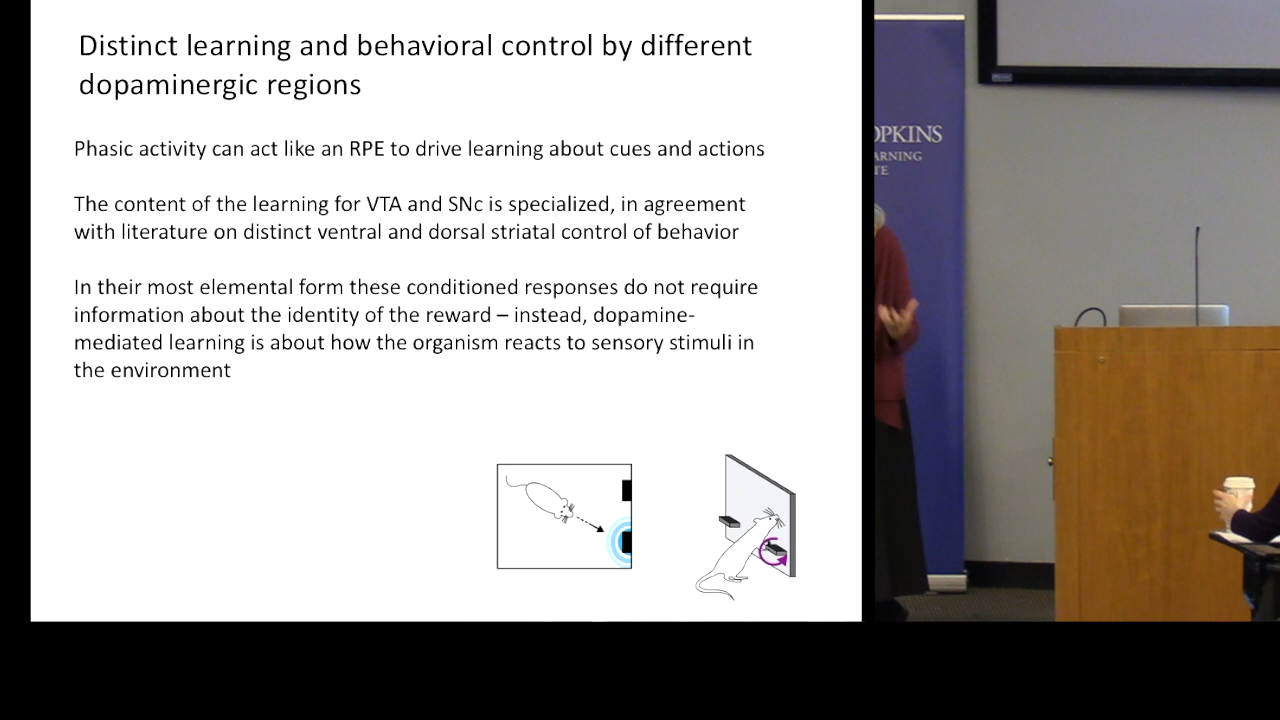 Distinct learning and behavioral control by different
dopaminergic regions
Phasic activity can act like an RPE to drive learning about cues and actions
The content of the learning for VTA and SNc is specialized, in agreement
with literature on distinct ventral and dorsal striatal control of behavior
In their most elemental form these conditioned responses do not require
information about the identity of the reward – instead, dopamine-
mediated learning is about how the organism reacts to sensory stimuli in
the environment
OPKINS
ARNING
TE